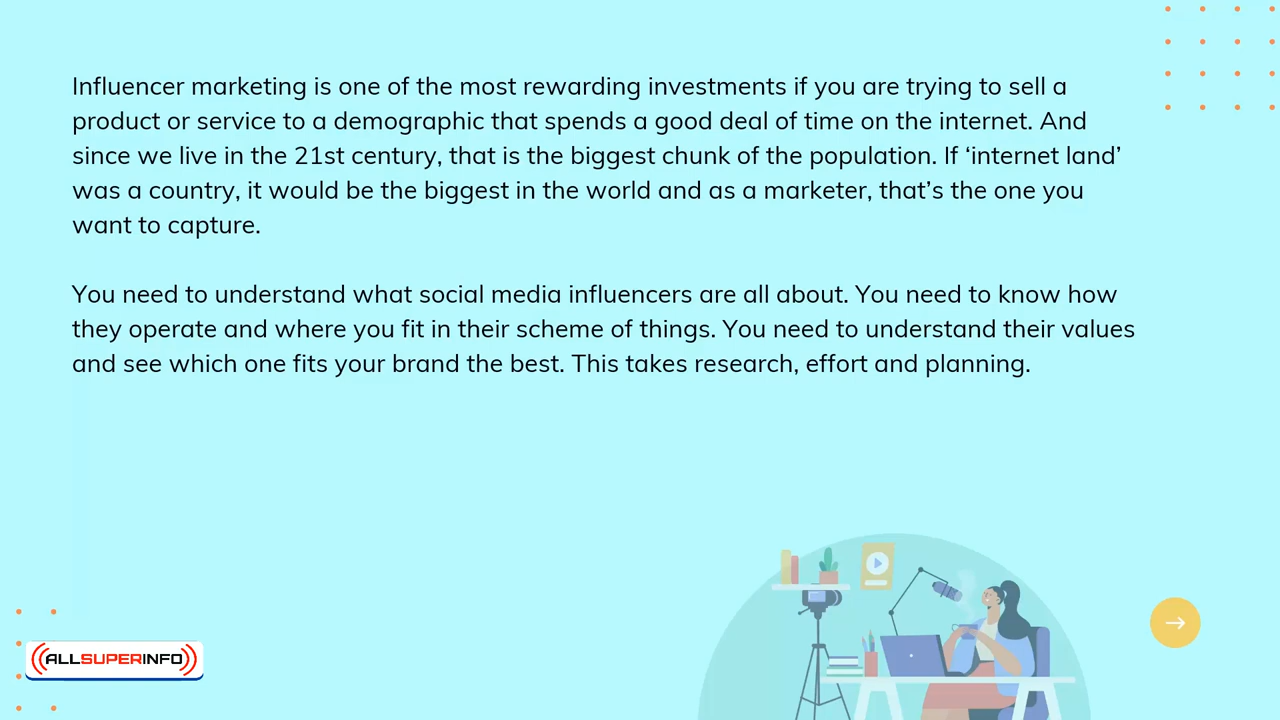 Influencer marketing is one of the most rewarding investments if you are trying to sell a
product or service to a demographic that spends a good deal of time on the internet. And
since we live in the 21st century, that is the biggest chunk of the population. If ‘internet land’
was a country, it would be the biggest in the world and as a marketer, that’s the one you
want to capture.
You need to understand what social media influencers are all about. You need to know how
they operate and where you fit in their scheme of things. You need to understand their values
and see which one fits your brand the best. This takes research, effort and planning.
ALLSUPERINFO